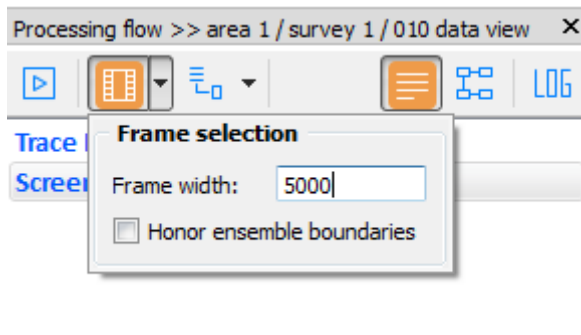 Processing flow >> area 1 / survey 1 / 010 data view
LOG
Trace
Frame selection
Frame width: 5000
Honor ensemble boundaries